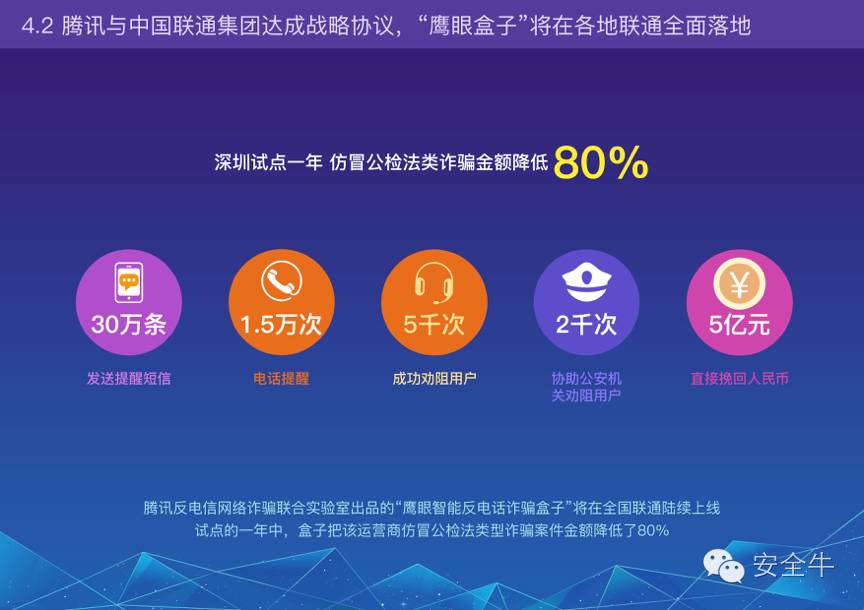 4.2 腾讯与中国联通集团达成战略协议，“鹰眼盒子”将在各地联通全面落地
深圳试点一年 仿冒公检法类诈骗金额降低 80%
30万条
1.5万次
5千次
2千次
5亿元
发送提醒短信
电话提醒
成功劝阻用户
协助公安机
关劝阻用户
直接挽回人民币
腾讯反电信网络诈骗联合实验室出品的“鹰眼智能反电话诈骗盒子”将在全国联通陆续上线
试点的一年中，盒子把该运营商仿冒公检法类型诈骗案件金额降低了80%
安全牛